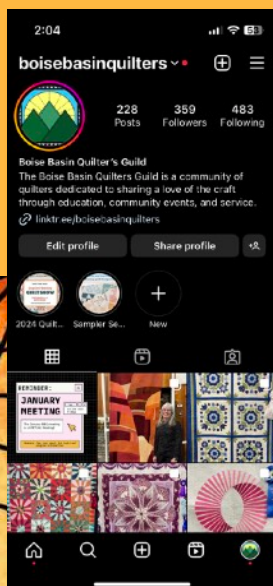 2:04
boisebasinquilters
228 359 483
Posts Followers Following
Boise Basin Quilter's Guild
The Boise Basin Quilters Guild is a community of
quilters dedicated to sharing a love of the craft
through education, community events, and service.
linktr.ee/boisebasinquilters
Edit profile Share profile
2024 Quilt... Sampler Se... New
REMINDER:
JANUARY
MEETING